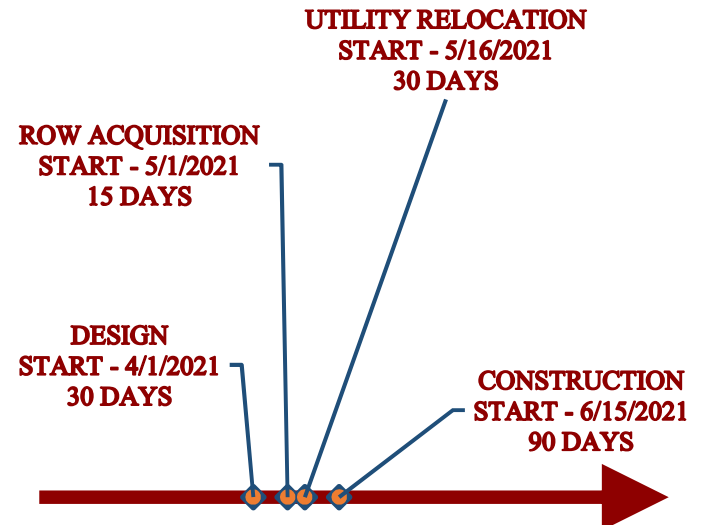 UTILITY RELOCATION
START - 5/16/2021
30 DAYS
ROW ACQUISITION
START - 5/1/2021
15 DAYS
DESIGN
START - 4/1/2021
30 DAYS
CONSTRUCTION
START - 6/15/2021
90 DAYS